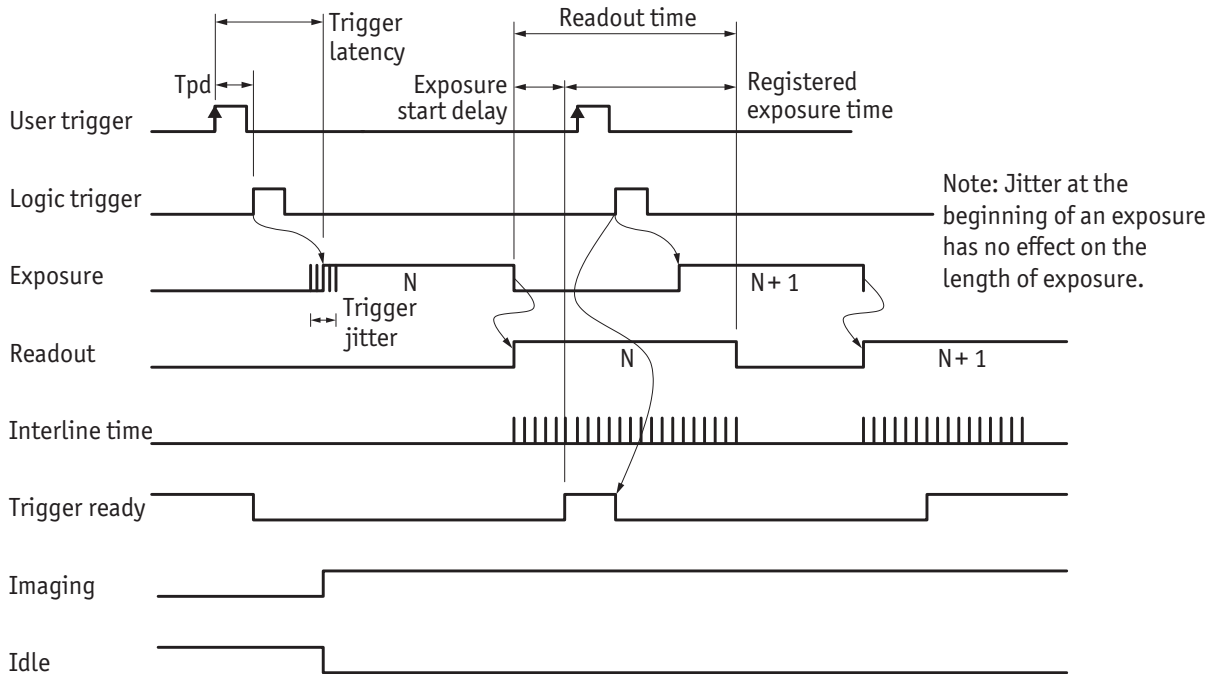 Trigger
latency
Readout time
Tpd
Exposure
start delay
Registered
exposure time
User trigger
Logic trigger
Note: Jitter at the
beginning of an exposure
has no effect on the
length of exposure.
Exposure
N
N + 1
Trigger
jitter
Readout
N
N + 1
Interline time
Trigger ready
Imaging
Idle